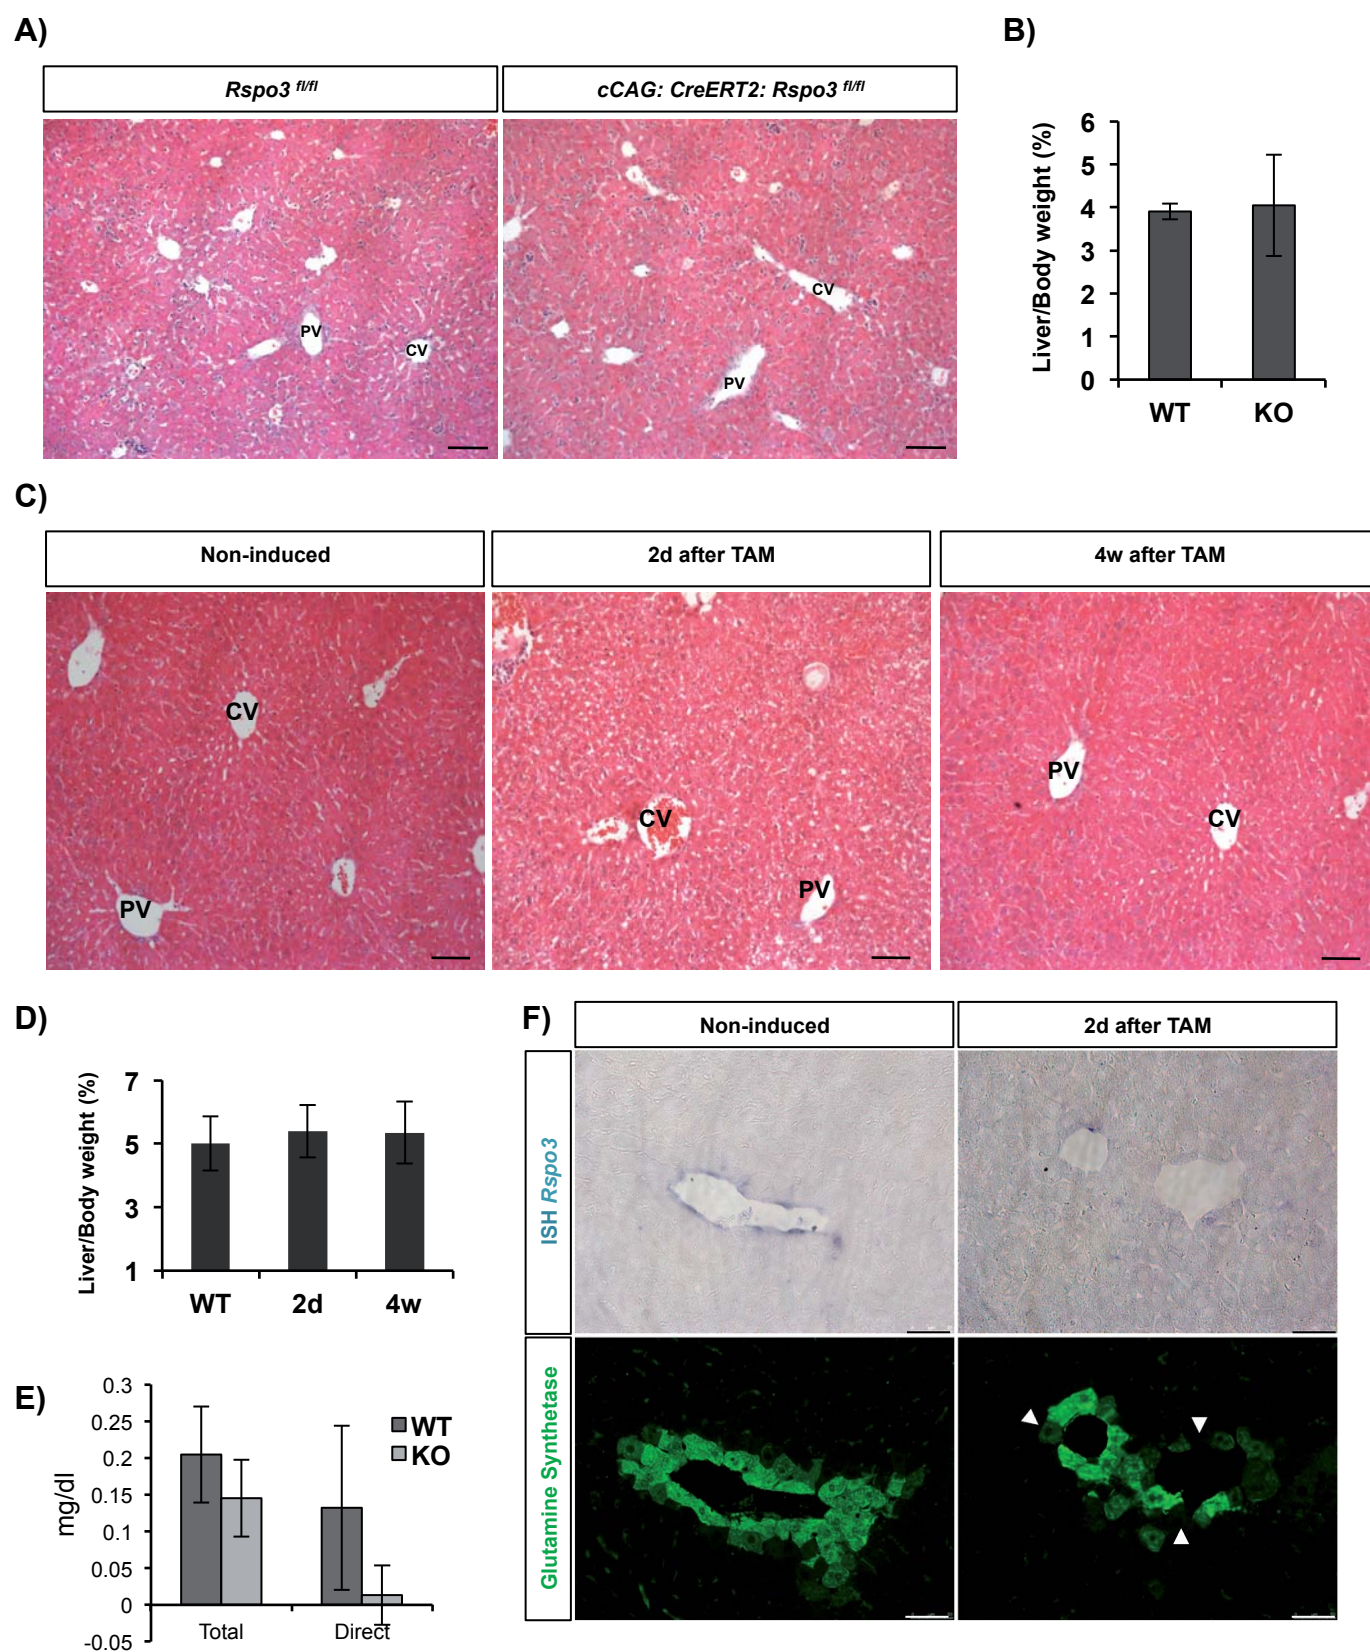 A)
Rspo3 fl/fl
cCAG: CreERT2: Rspo3 fl/fl
PV
CV
CV
PV
B)
Liver/Body weight (%)
6
5
4
3
2
1
0
WT
KO
C)
Non-induced
2d after TAM
4w after TAM
CV
PV
CV
PV
PV
CV
D)
Liver/Body weight (%)
7
5
3
1
WT
2d
4w
E)
mg/dl
0.3
0.25
0.2
0.15
0.1
0.05
0
-0.05
WT
KO
Total
Direct
F)
Non-induced
2d after TAM
ISH Rspo3
Glutamine Synthetase